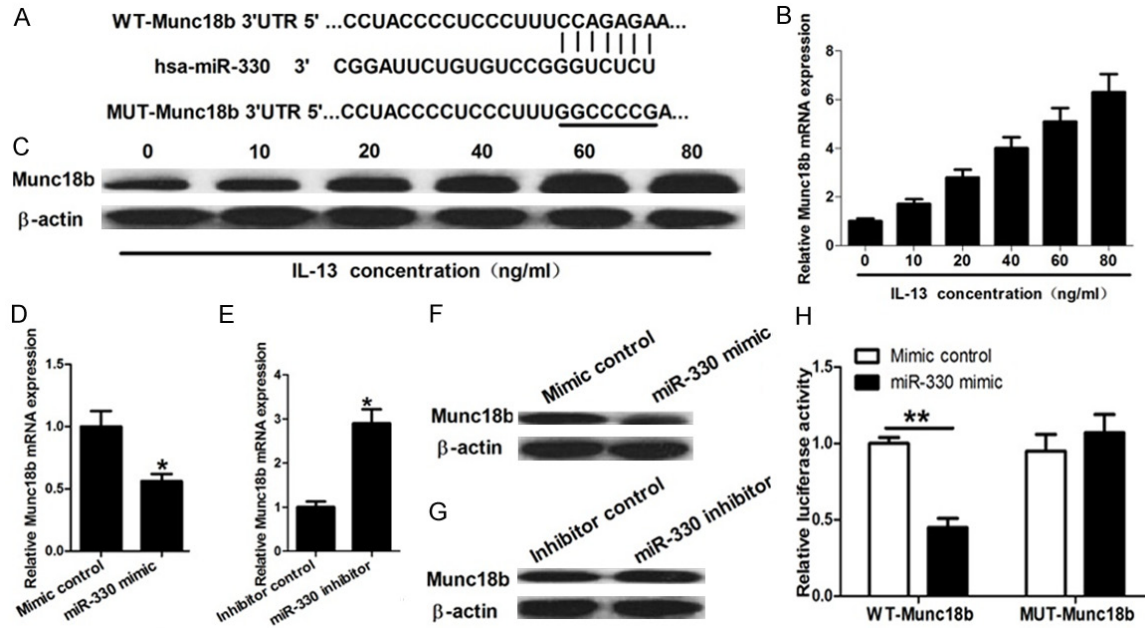 A
WT-Munc18b 3'UTR 5' ...CCUACCCCUCCCUUUCCAGAGAA...
hsa-miR-330 3' CGGAUUCUGUGUCCGGGUCUCU
MUT-Munc18b 3'UTR 5'...CCUACCCCUCCCUUUGGCCCCGA...
B
Relative Munc18b mRNA expression
8
6
4
2
0
0 10 20 40 60 80
IL-13 concentration (ng/ml)
C
0 10 20 40 60 80
Munc18b
β-actin
IL-13 concentration (ng/ml)
D
Relative Munc18b mRNA expression
1.5
1.0
0.5
0.0
*
Mimic control
miR-330 mimic
E
Relative Munc18b mRNA expression
4
3
2
1
0
*
Inhibitor control
miR-330 inhibitor
F
Mimic control
miR-330 mimic
Munc18b
β-actin
G
Inhibitor control
miR-330 inhibitor
Munc18b
β-actin
H
Mimic control
miR-330 mimic
Relative luciferase activity
1.5
1.0
0.5
0.0
**
WT-Munc18b MUT-Munc18b